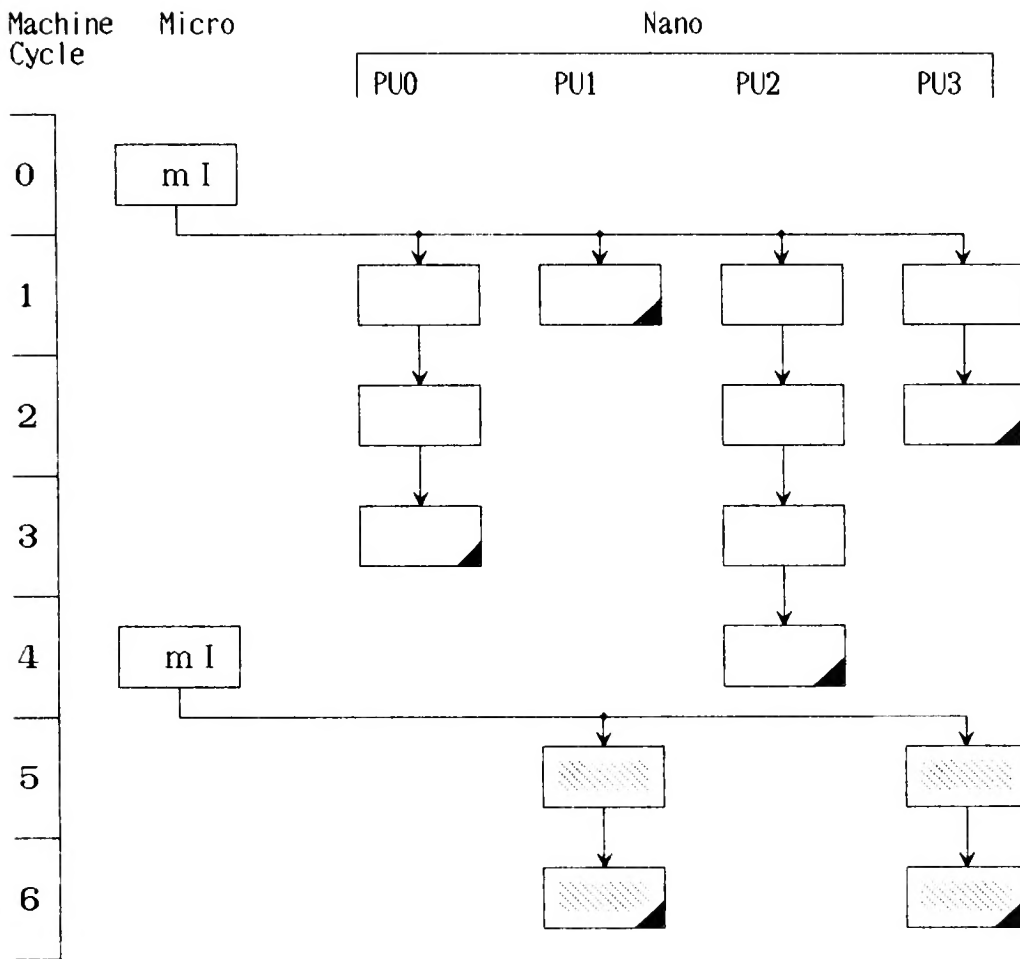 Machine Micro Nano
Cycle
PU0 PU1 PU2 PU3
0 m I
1
2
3
4 m I
5
6